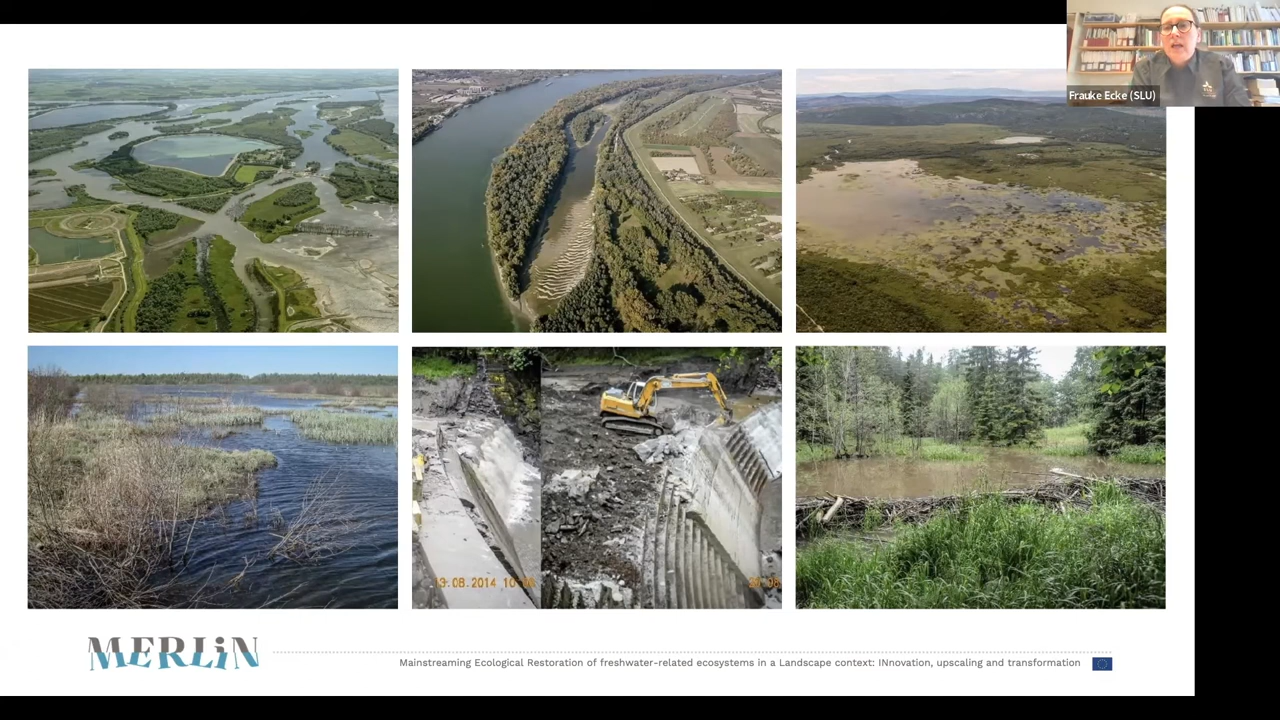 Frauke Ecke (SLU)
13.08.2014 10
MERLiN
Mainstreaming Ecological Restoration of freshwater-related ecosystems in a Landscape context: INnovation, upscaling and transformation